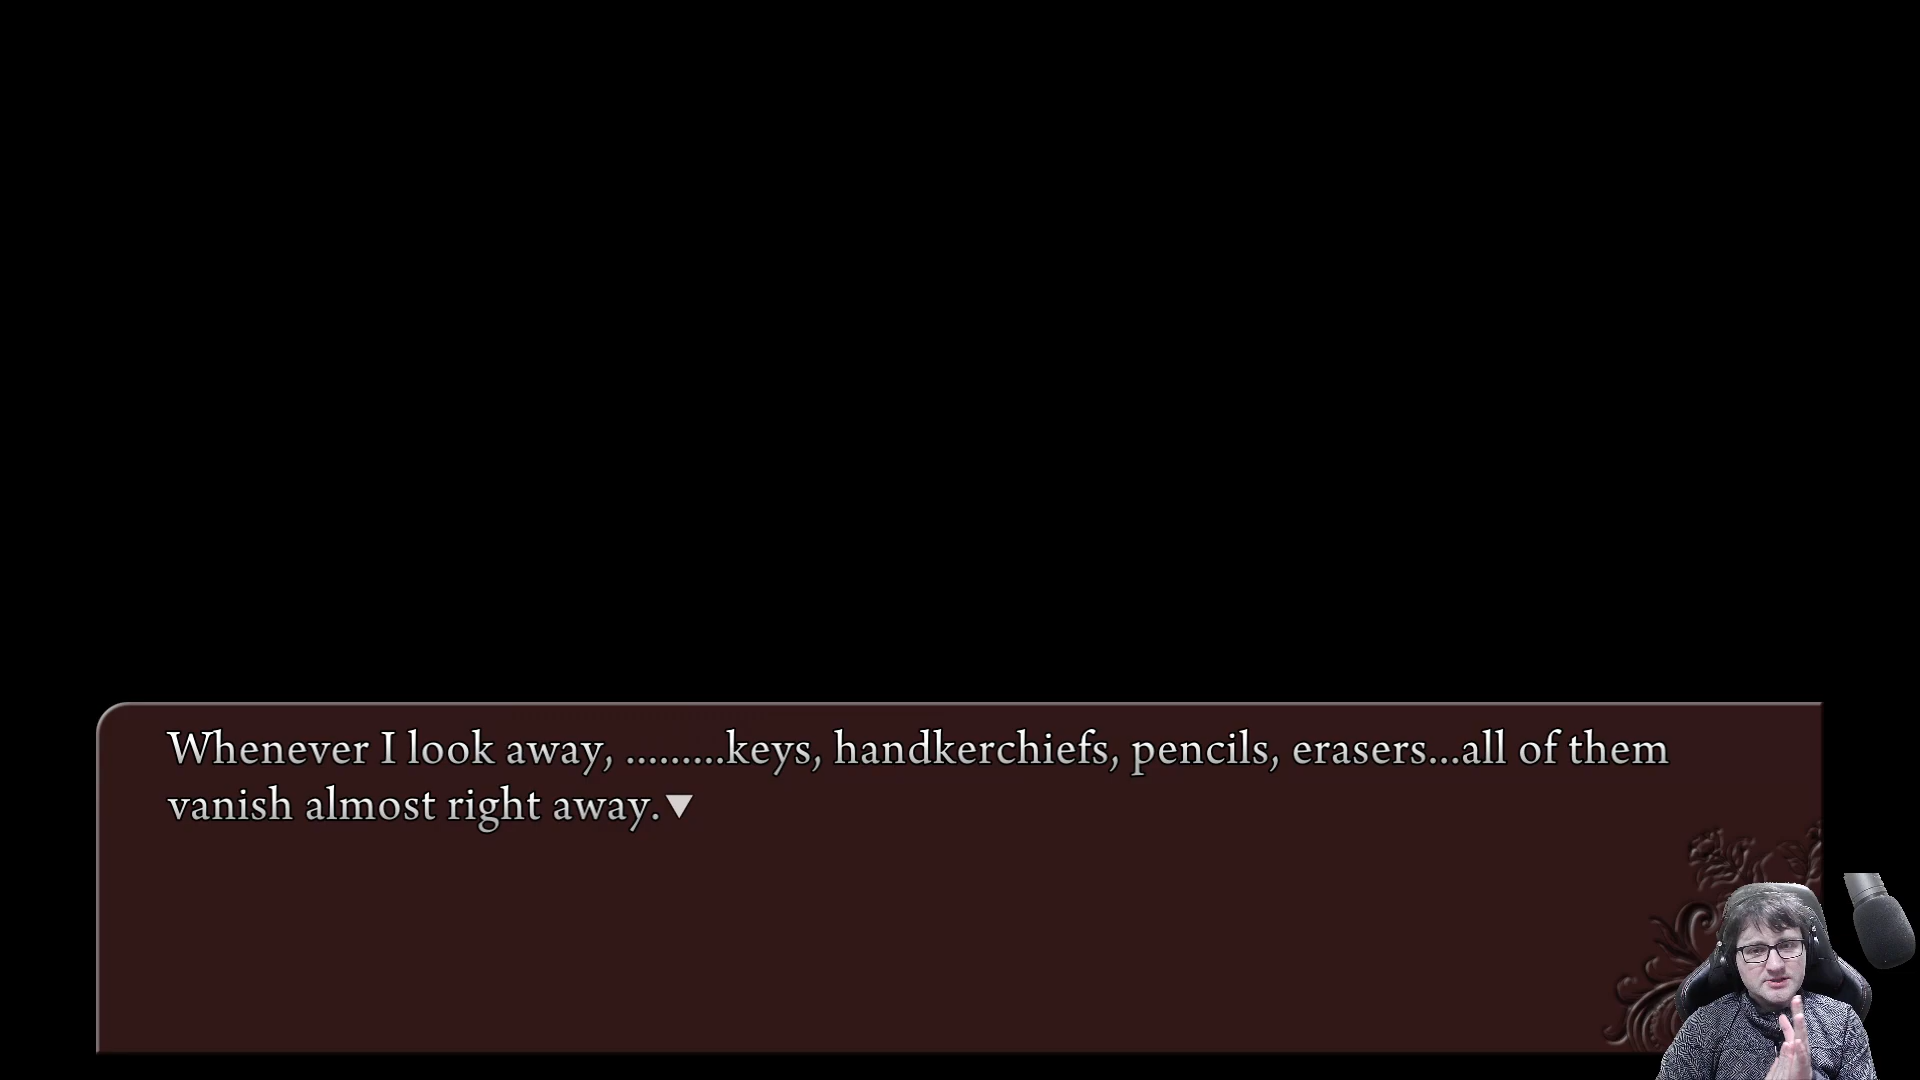 Whenever I look away, .........keys, handkerchiefs, pencils, erasers...all of them
vanish almost right away.